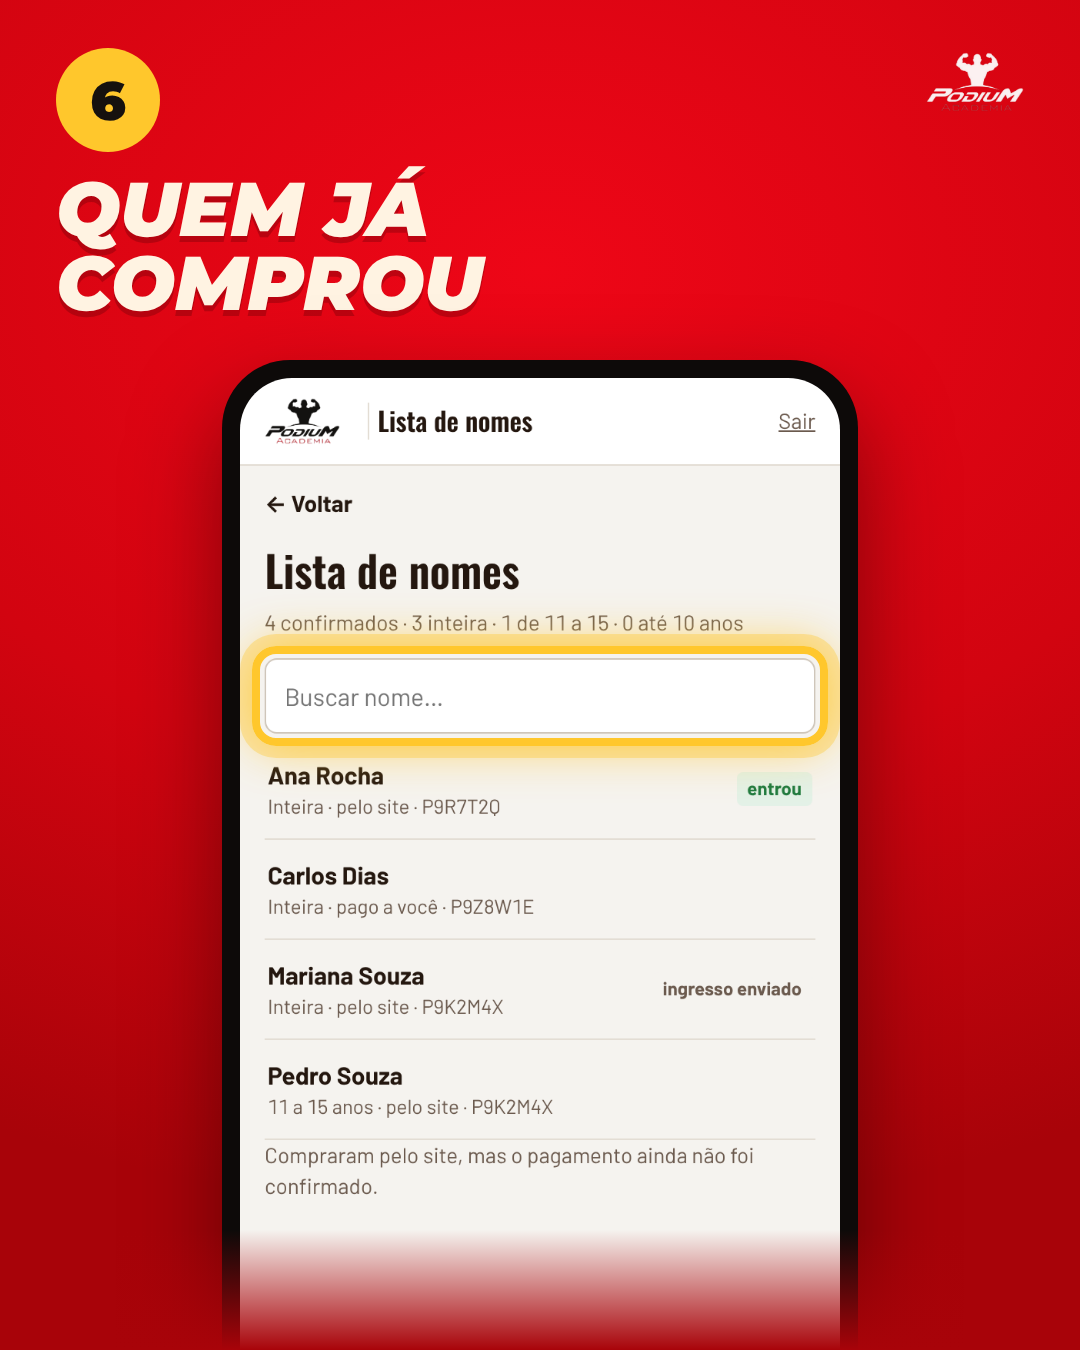 6
PODIUM
ACADEMIA
QUEM JÁ
COMPROU
PODIUM
ACADEMIA
Lista de nomes
Sair
← Voltar
Lista de nomes
4 confirmados · 3 inteira · 1 de 11 a 15 · 0 até 10 anos
Buscar nome...
Ana Rocha
entrou
Inteira · pelo site · P9R7T2Q
Carlos Dias
Inteira · pago a você · P9Z8W1E
Mariana Souza
ingresso enviado
Inteira · pelo site · P9K2M4X
Pedro Souza
11 a 15 anos · pelo site · P9K2M4X
Compraram pelo site, mas o pagamento ainda não foi
confirmado.